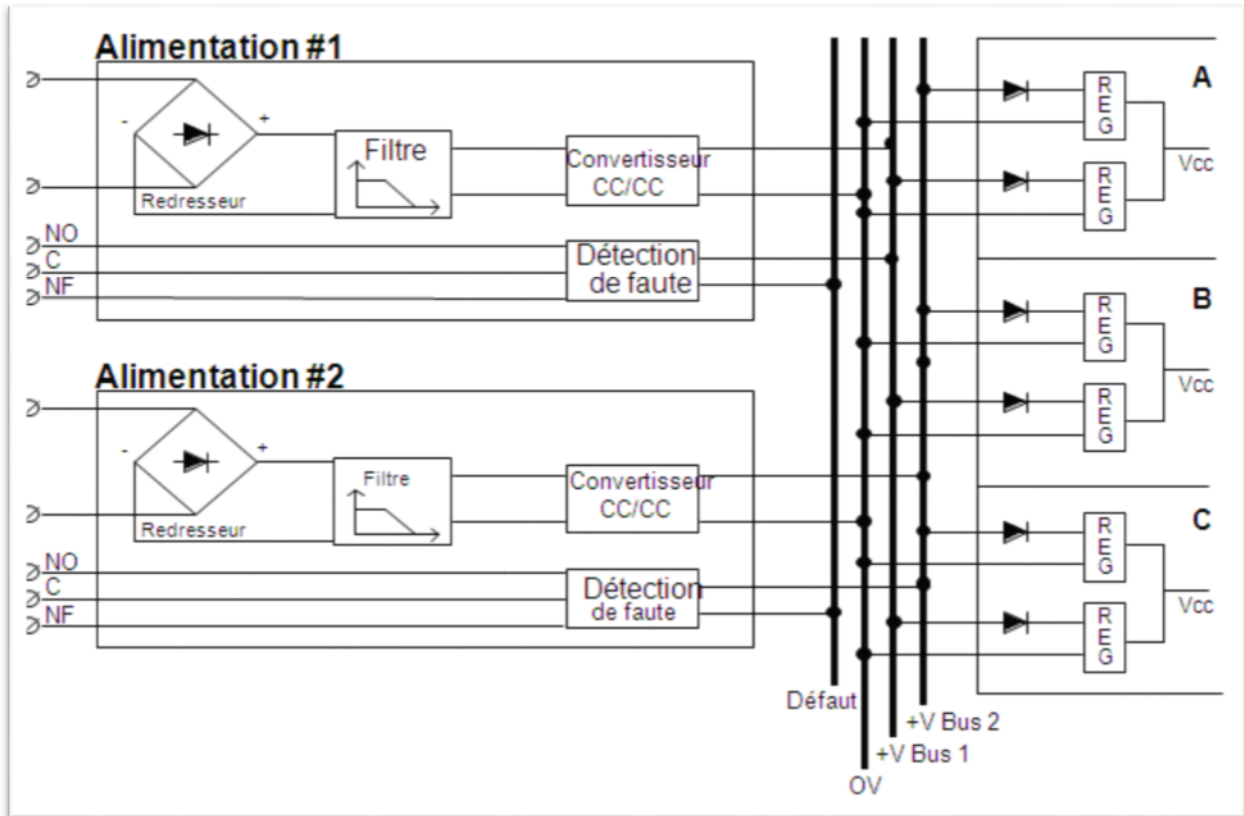 Alimentation #1
-
+
Redresseur
Filtre
Convertisseur
CC/CC
NO
C
NF
Détection
de faute
Alimentation #2
-
+
Redresseur
Filtre
Convertisseur
CC/CC
NO
C
NF
Détection
de faute
Défaut
OV
+V Bus 1
+V Bus 2
A
REG
REG
Vcc
B
REG
REG
Vcc
C
REG
REG
Vcc